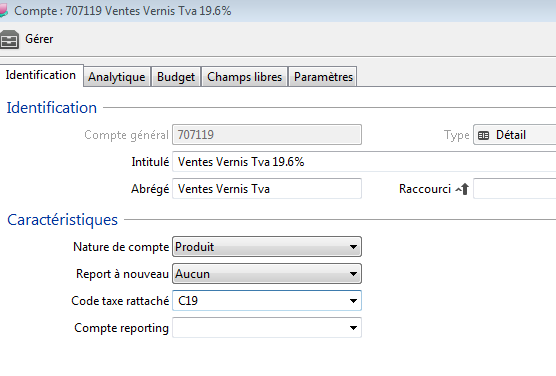 Compte : 707119 Ventes Vernis Tva 19.6%
Gérer
Identification Analytique Budget Champs libres Paramètres
Identification
Compte général 707119 Type Détail
Intitulé Ventes Vernis Tva 19.6%
Abrégé Ventes Vernis Tva Raccourci
Caractéristiques
Nature de compte Produit
Report à nouveau Aucun
Code taxe rattaché C19
Compte reporting